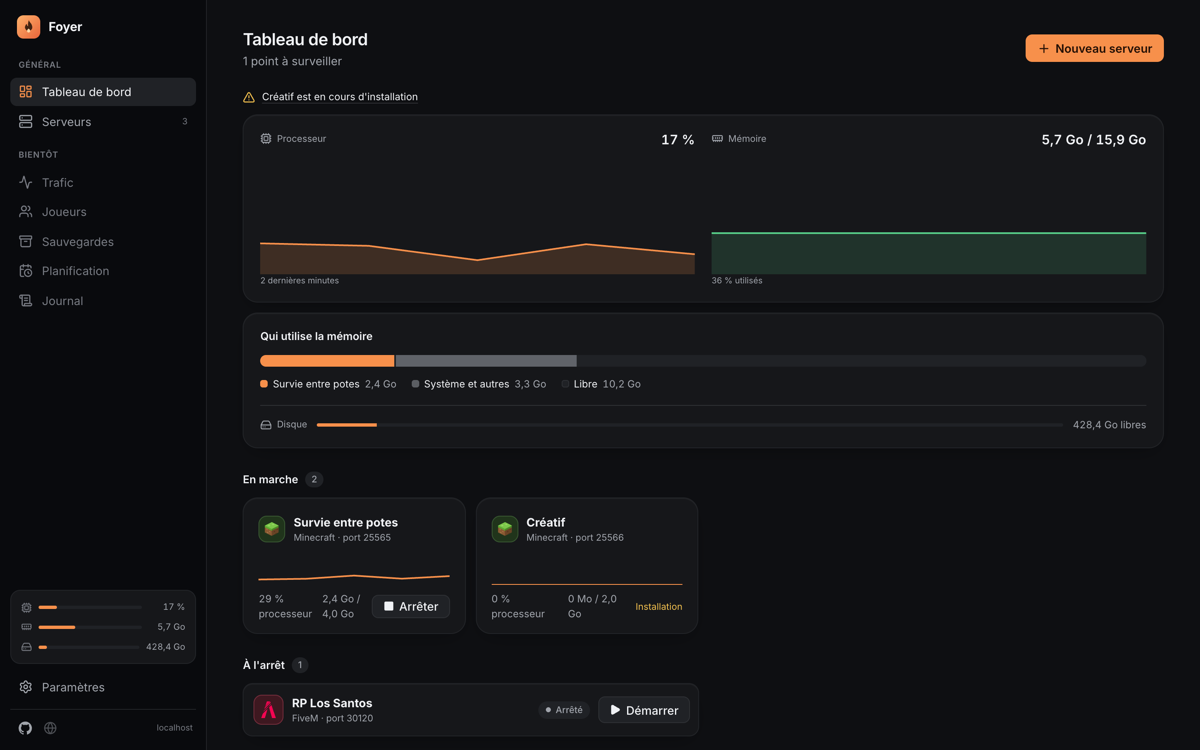 Foyer
GÉNÉRAL
Tableau de bord
Serveurs 3
BIENTÔT
Trafic
Joueurs
Sauvegardes
Planification
Journal
17 %
5,7 Go
428,4 Go
Paramètres
localhost
Tableau de bord
1 point à surveiller
Nouveau serveur
Créatif est en cours d'installation
Processeur 17 %
2 dernières minutes
Mémoire 5,7 Go / 15,9 Go
36 % utilisés
Qui utilise la mémoire
Survie entre potes 2,4 Go Système et autres 3,3 Go Libre 10,2 Go
Disque 428,4 Go libres
En marche 2
Survie entre potes
Minecraft · port 25565
29 %
processeur
2,4 Go /
4,0 Go
Arrêter
Créatif
Minecraft · port 25566
0 %
processeur
0 Mo / 2,0
Go
Installation
À l'arrêt 1
RP Los Santos
FiveM · port 30120
Arrêté
Démarrer